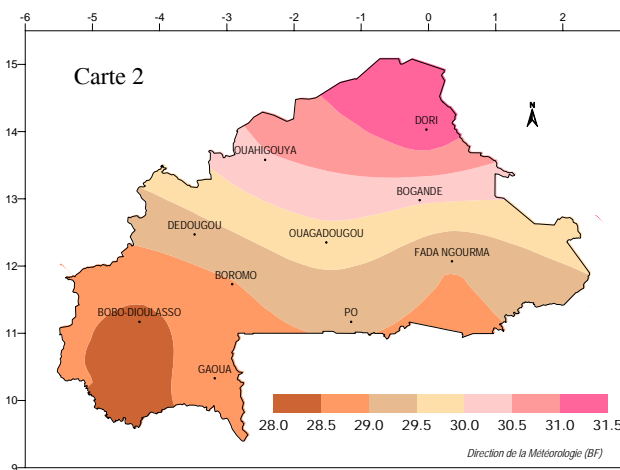 -6 -5 -4 -3 -2 -1 0 1 2
15
Carte 2
N
DORI
14
OUAHIGOUYA
13
BOGANDE
DEDOUGOU
OUAGADOUGOU
FADA NGOURMA
12
BOROMO
BOBO-DIOULASSO
PO
11
GAOUA
10
28.0 28.5 29.0 29.5 30.0 30.5 31.0 31.5
Direction de la Météorologie (BF)
9